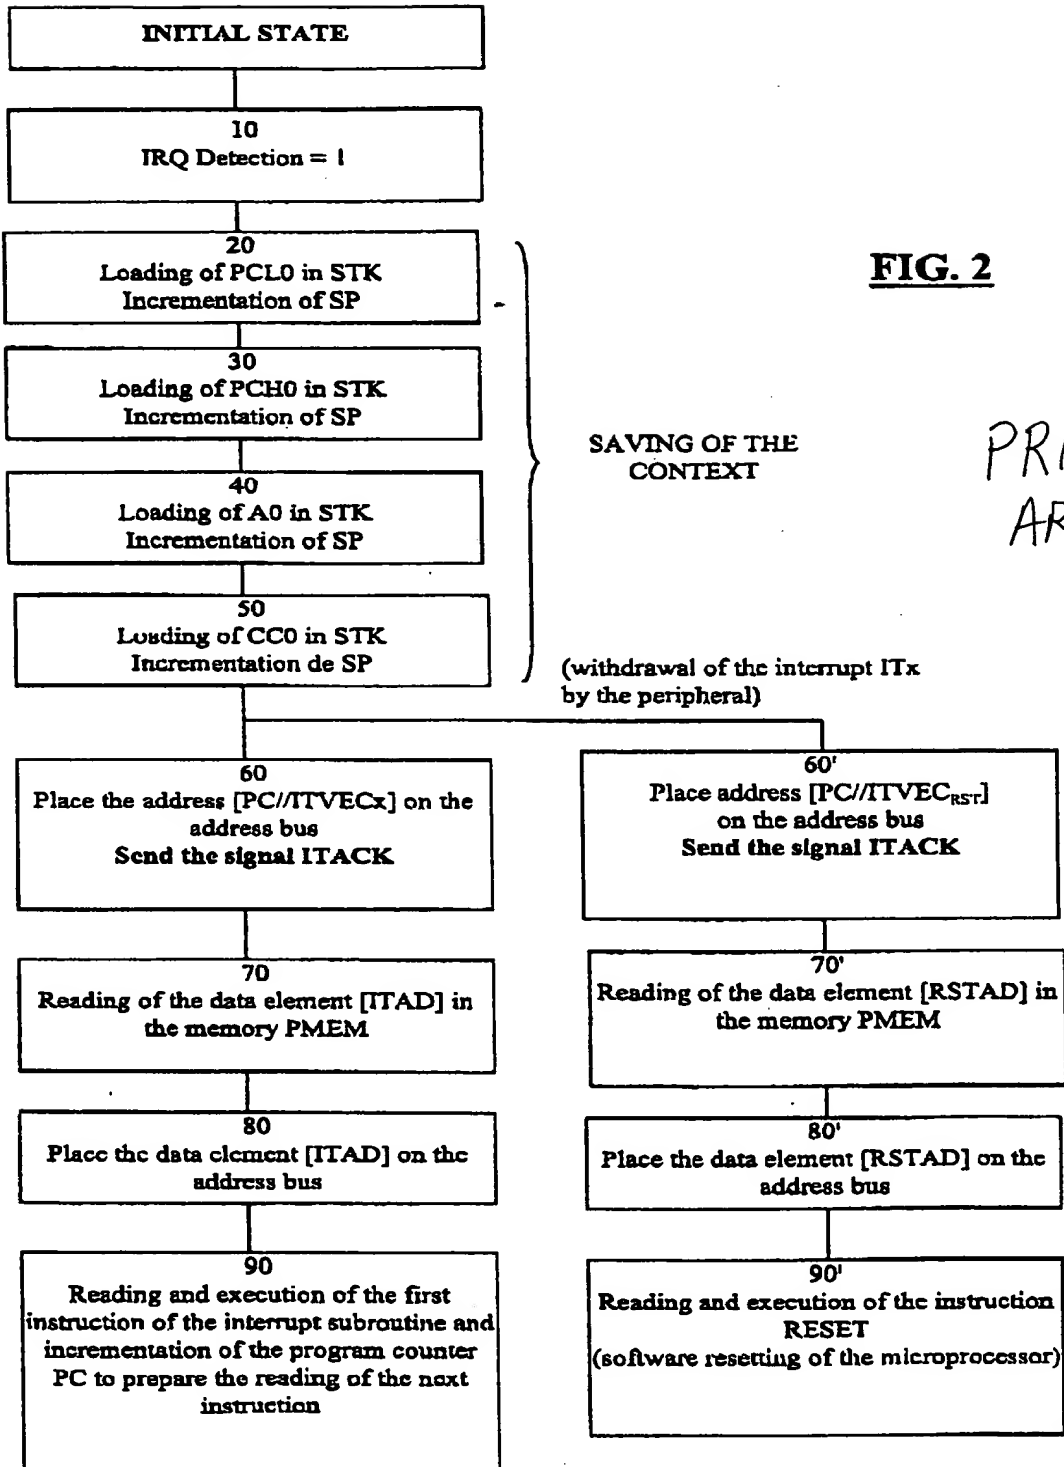 INITIAL STATE
10
IRQ Detection = 1
20
Loading of PCL0 in STK
Incrementation of SP
FIG. 2
30
Loading of PCH0 in STK
Incrementation of SP
SAVING OF THE
CONTEXT
40
Loading of A0 in STK
Incrementation of SP
50
Loading of CC0 in STK
Incrementation de SP
(withdrawal of the interrupt ITx
by the peripheral)
60
Place the address [PC//ITVECx] on the
address bus
Send the signal ITACK
60'
Place address [PC//ITVEC_RST]
on the address bus
Send the signal ITACK
70
Reading of the data element [ITAD] in
the memory PMEM
70'
Reading of the data element [RSTAD] in
the memory PMEM
80
Place the data element [ITAD] on the
address bus
80'
Place the data element [RSTAD] on the
address bus
90
Reading and execution of the first
instruction of the interrupt subroutine and
incrementation of the program counter
PC to prepare the reading of the next
instruction
90'
Reading and execution of the instruction
RESET
(software resetting of the microprocessor)